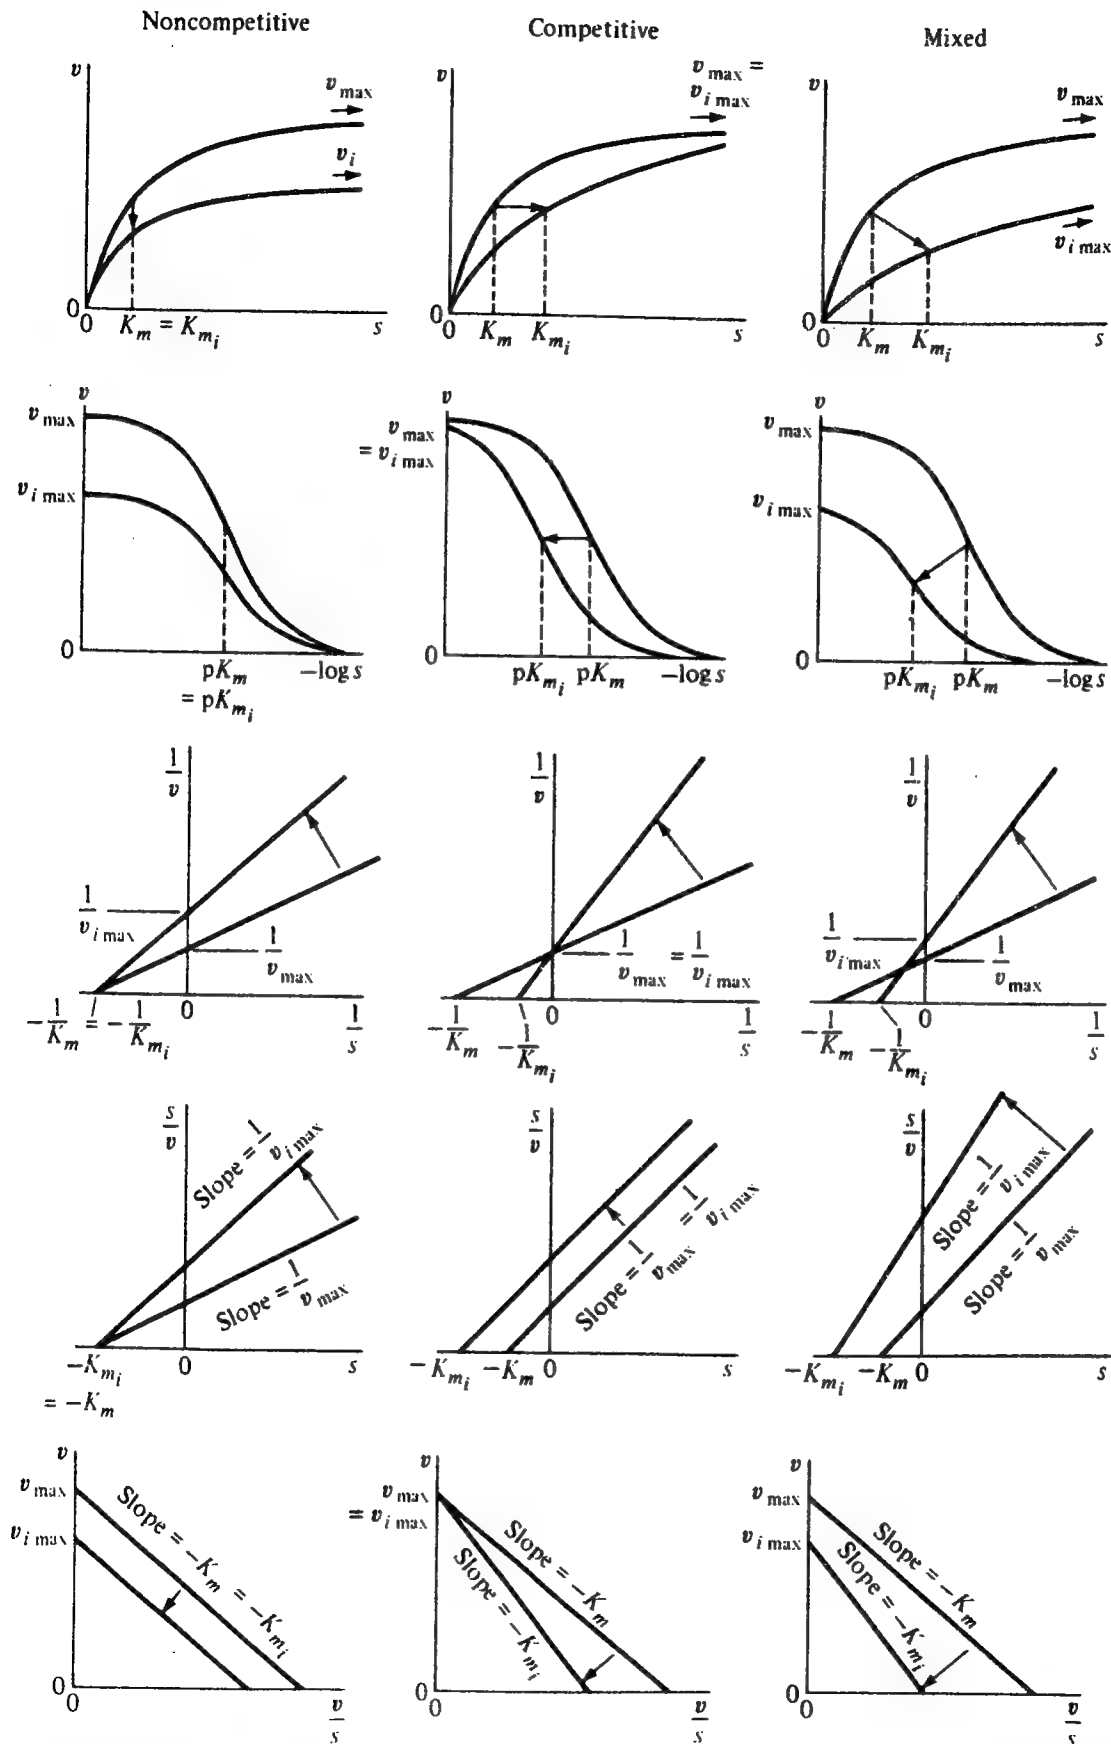 Noncompetitive
Competitive
Mixed
v
v max
v i
0
0
K m = K m i
s
v
v max =
v i max
0
0
K m
K m i
s
v
v max
v i max
0
0
K m
K m i
s
v
v max
v i max
0
pK m
= pK m i
−log s
v
v max
= v i max
0
pK m i
pK m
−log s
v
v max
v i max
0
pK m i
pK m
−log s
1/v
1/v i max
1/v max
−1/K m = −1/K m i
0
1/s
1/v
1/v max = 1/v i max
−1/K m
−1/K m i
0
1/s
1/v
1/v i max
1/v max
−1/K m
−1/K m i
0
1/s
s/v
Slope = 1/v i max
Slope = 1/v max
−K m i
= −K m
0
s
s/v
Slope = 1/v max
= 1/v i max
−K m i
−K m
0
s
s/v
Slope = 1/v i max
Slope = 1/v max
−K m i
−K m
0
s
v
v max
v i max
Slope = −K m = −K m i
0
0
v/s
v max
= v i max
v
Slope = −K m
Slope = −K m i
0
0
v/s
v
v max
v i max
Slope = −K m
Slope = −K m i
0
0
v/s